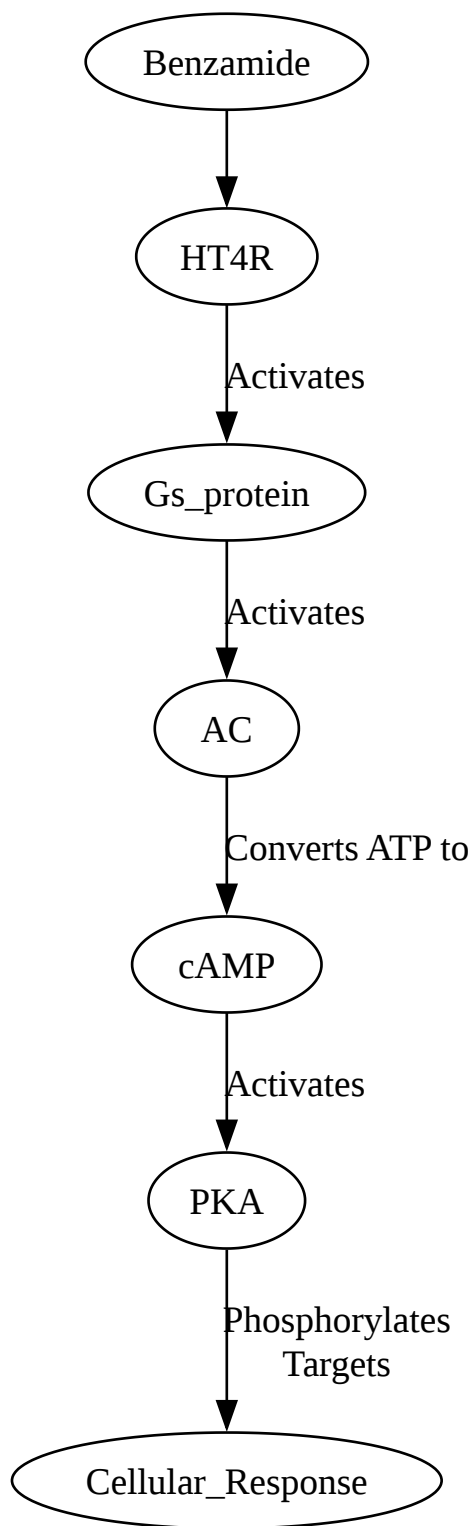 Benzamide
HT4R
Activates
Gs_protein
Activates
AC
Converts ATP to
cAMP
Activates
PKA
Phosphorylates
Targets
Cellular_Response